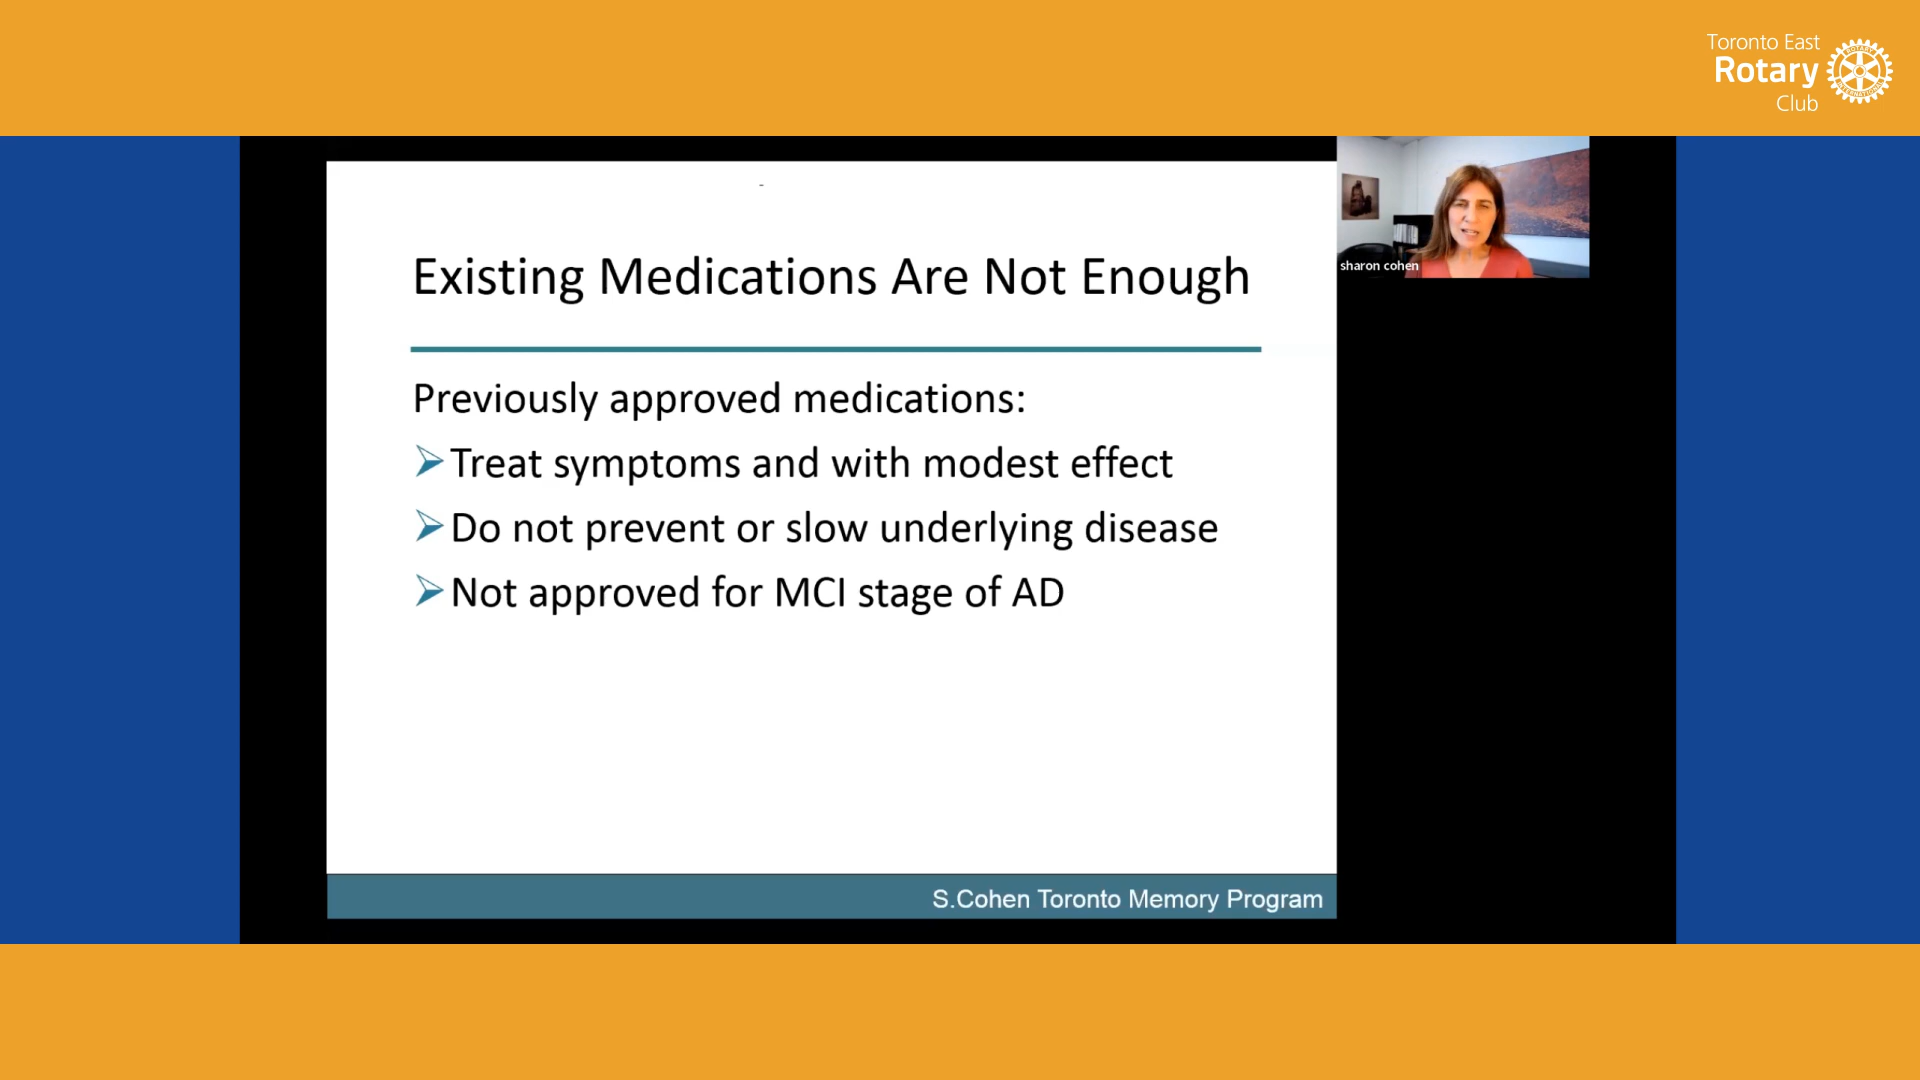 Toronto East
Rotary
Club
Existing Medications Are Not Enough
sharon cohen
Previously approved medications:
Treat symptoms and with modest effect
Do not prevent or slow underlying disease
Not approved for MCI stage of AD
S.Cohen Toronto Memory Program